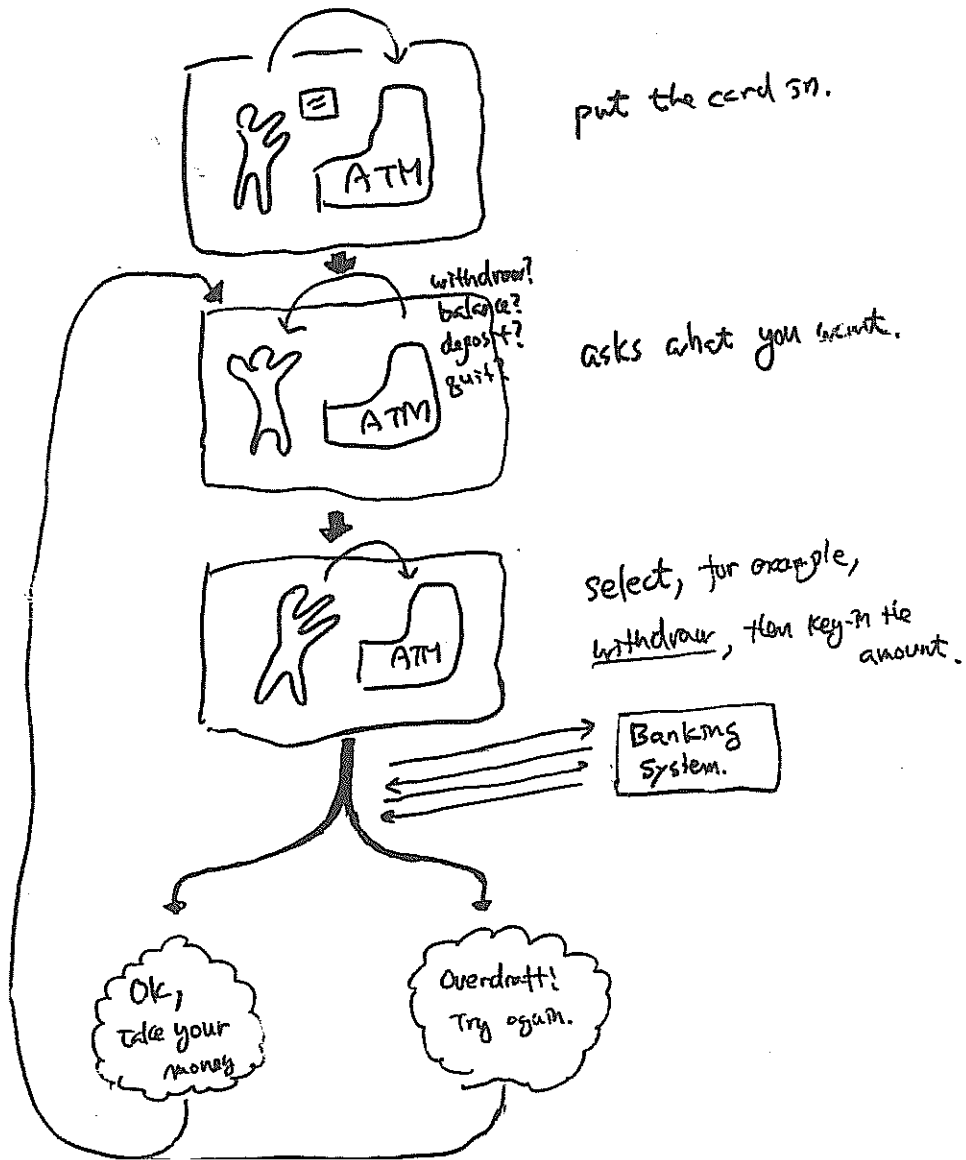 put the card in.
ATM
withdraw?
balance?
deposit?
quit?
asks what you want.
ATM
select, for example,
withdraw, then key-in the
amount.
ATM
Banking
system.
Ok,
Take your
money
Overdraft!
Try again.